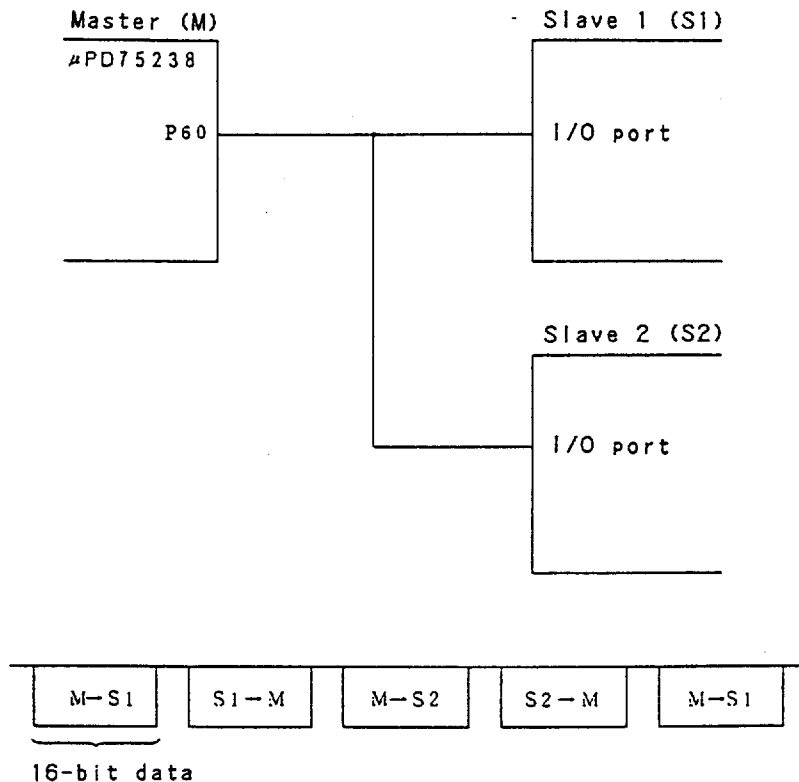 Master (M)
Slave 1 (S1)
μPD75238
P60
I/O port
Slave 2 (S2)
I/O port
M→S1
S1→M
M→S2
S2→M
M→S1
16-bit data